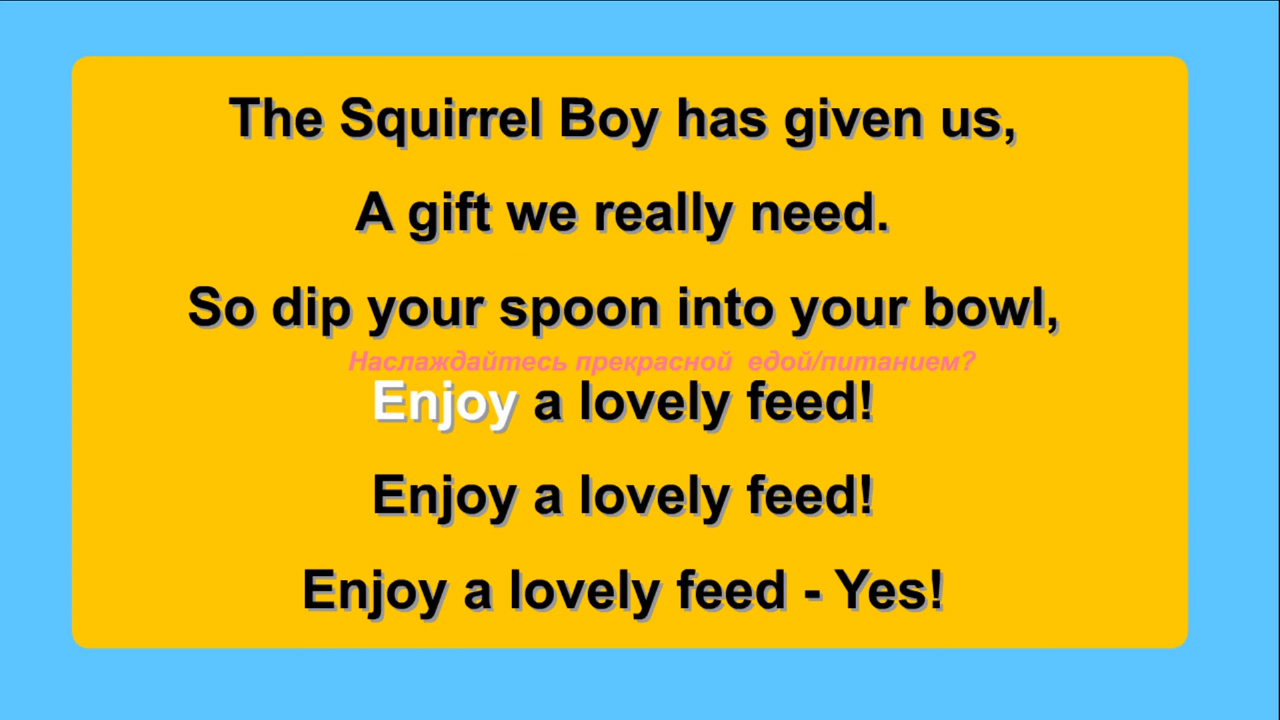 The Squirrel Boy has given us,
A gift we really need.
So dip your spoon into your bowl,
Наслаждайтесь прекрасной едой/питанием?
Enjoy a lovely feed!
Enjoy a lovely feed!
Enjoy a lovely feed - Yes!